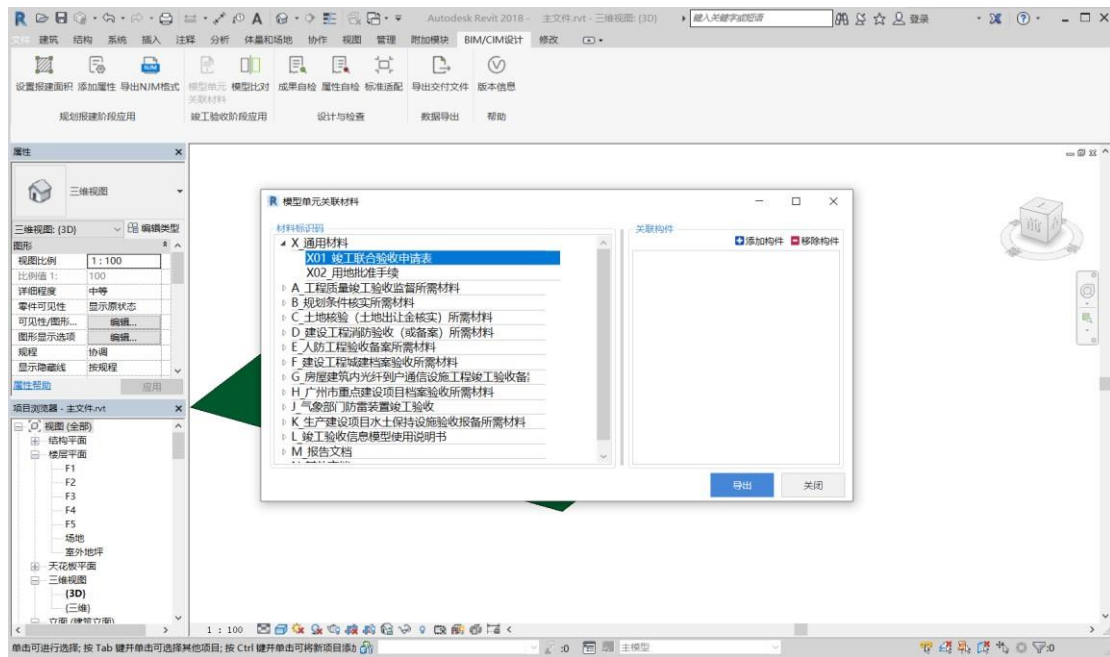 Autodesk Revit 2018 - 主文件.rvt - 三维视图: {3D}
键入关键字或短语
登录
建筑 结构 系统 插入 注释 分析 体量和场地 协作 视图 管理 附加模块 BIM/CIM设计 修改
设置报建面积 添加属性 导出NJM格式 模型单元关联材料 模型比对 成果自检 属性自检 标准适配 导出交付文件 版本信息
规划报建阶段应用 竣工验收阶段应用 设计与检查 数据导出 帮助
属性
三维视图
三维视图: {3D} 编辑类型
图形
视图比例 1 : 100
比例值 1: 100
详细程度 中等
零件可见性 显示原状态
可见性/图形... 编辑...
图形显示选项 编辑...
规程 协调
显示隐藏线 按规程
属性帮助 应用
项目浏览器 - 主文件.rvt
视图 (全部)
结构平面
楼层平面
F1
F2
F3
F4
F5
场地
室外地坪
天花板平面
三维视图
{3D}
{三维}
立面 (建筑立面)
模型单元关联材料
材料标识码
X_通用材料
X01_竣工联合验收申请表
X02_用地批准手续
A_工程质量竣工验收监督所需材料
B_规划条件核实所需材料
C_土地核验（土地出让金核实）所需材料
D_建设工程消防验收（或备案）所需材料
E_人防工程验收备案所需材料
F_建设工程城建档案验收所需材料
G_房屋建筑内光纤到户通信设施工程竣工验收备
H_广州市重点建设项目档案验收所需材料
J_气象部门防雷装置竣工验收
K_生产建设项目水土保持设施验收报备所需材料
L_竣工验收信息模型使用说明书
M_报告文档
关联构件
添加构件 移除构件
导出 关闭
1 : 100
单击可进行选择; 按 Tab 键并单击可选择其他项目; 按 Ctrl 键并单击可将新项目添加
:0 主模型 :0